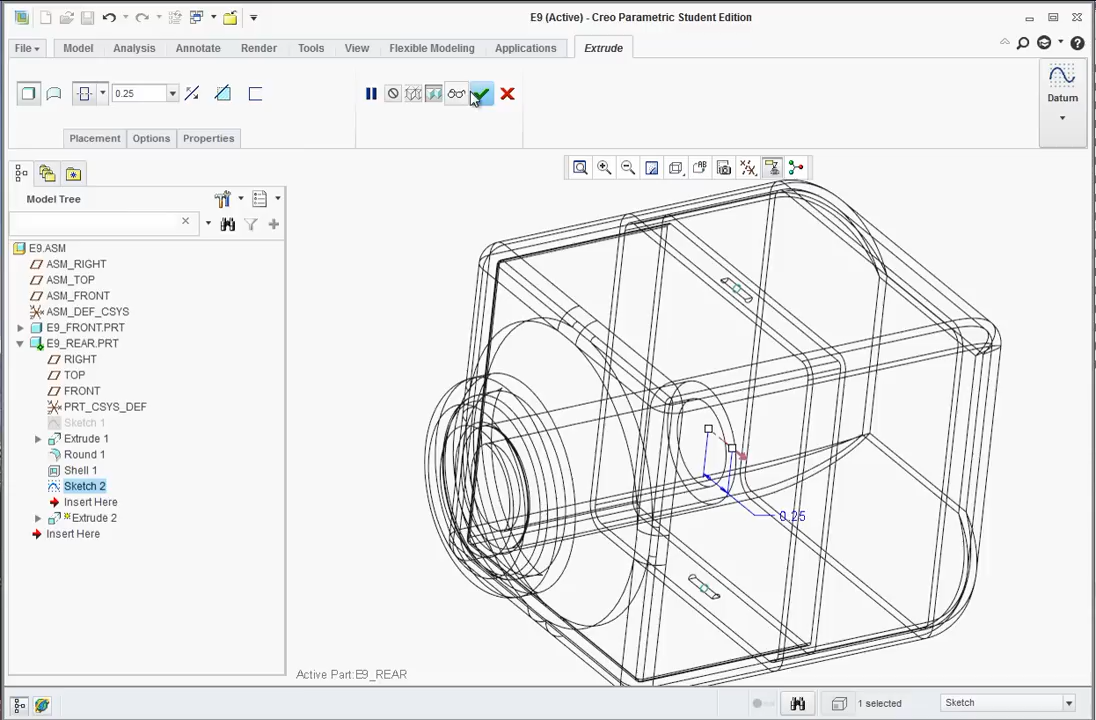 E9 (Active) - Creo Parametric Student Edition
File Model Analysis Annotate Render Tools View Flexible Modeling Applications Extrude
0.25
Datum
Placement Options Properties
Model Tree
E9.ASM
ASM_RIGHT
ASM_TOP
ASM_FRONT
ASM_DEF_CSYS
E9_FRONT.PRT
E9_REAR.PRT
RIGHT
TOP
FRONT
PRT_CSYS_DEF
Sketch 1
Extrude 1
Round 1
Shell 1
Sketch 2
Insert Here
*Extrude 2
Insert Here
0.25
Active Part:E9_REAR
1 selected
Sketch